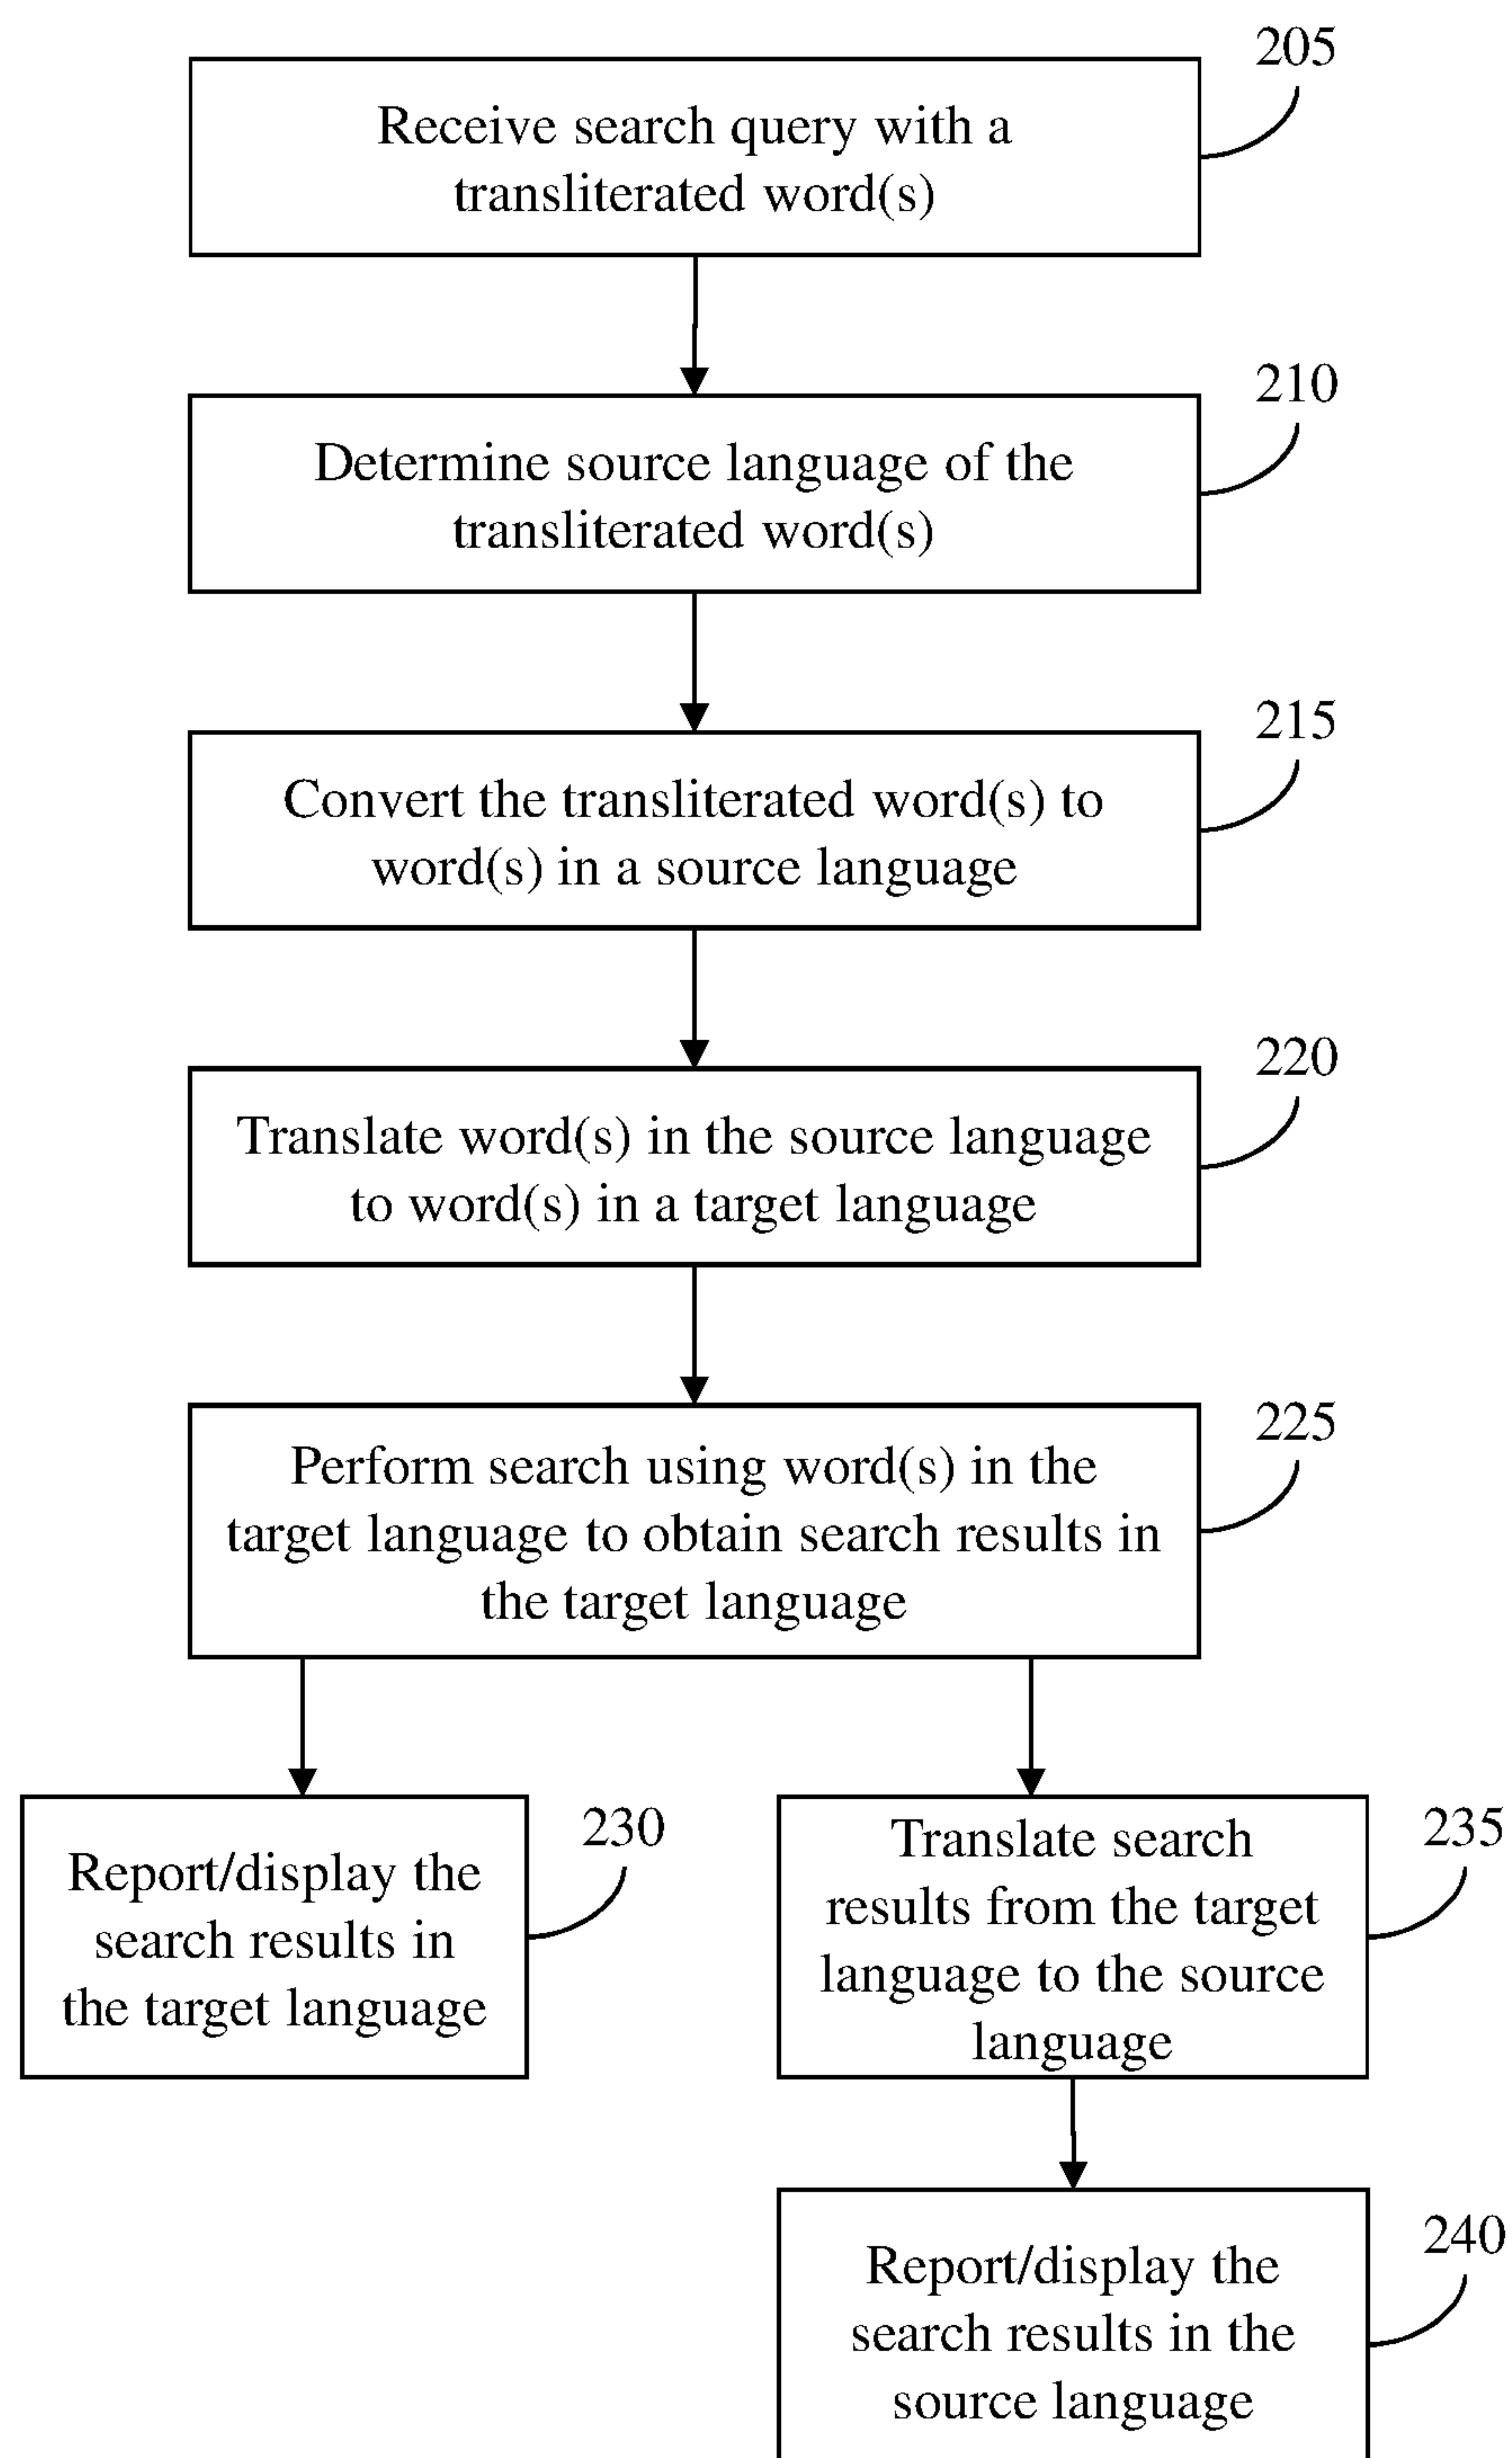 205
Receive search query with a
transliterated word(s)
210
Determine source language of the
transliterated word(s)
215
Convert the transliterated word(s) to
word(s) in a source language
220
Translate word(s) in the source language
to word(s) in a target language
225
Perform search using word(s) in the
target language to obtain search results in
the target language
230
Report/display the
search results in
the target language
235
Translate search
results from the target
language to the source
language
240
Report/display the
search results in the
source language